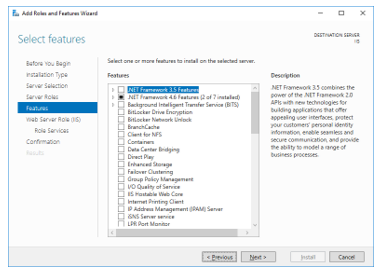 Add Roles and Features Wizard
Select features
DESTINATION SERVER
IIS
Before You Begin
Installation Type
Server Selection
Server Roles
Features
Web Server Role (IIS)
Role Services
Confirmation
Results
Select one or more features to install on the selected server.
Features
.NET Framework 3.5 Features
.NET Framework 4.6 Features (2 of 7 installed)
Background Intelligent Transfer Service (BITS)
BitLocker Drive Encryption
BitLocker Network Unlock
BranchCache
Client for NFS
Containers
Data Center Bridging
Direct Play
Enhanced Storage
Failover Clustering
Group Policy Management
I/O Quality of Service
IIS Hostable Web Core
Internet Printing Client
IP Address Management (IPAM) Server
iSNS Server service
LPR Port Monitor
Description
.NET Framework 3.5 combines the
power of the .NET Framework 2.0
APIs with new technologies for
building applications that offer
appealing user interfaces, protect
your customers' personal identity
information, enable seamless and
secure communication, and provide
the ability to model a range of
business processes.
< Previous
Next >
Install
Cancel